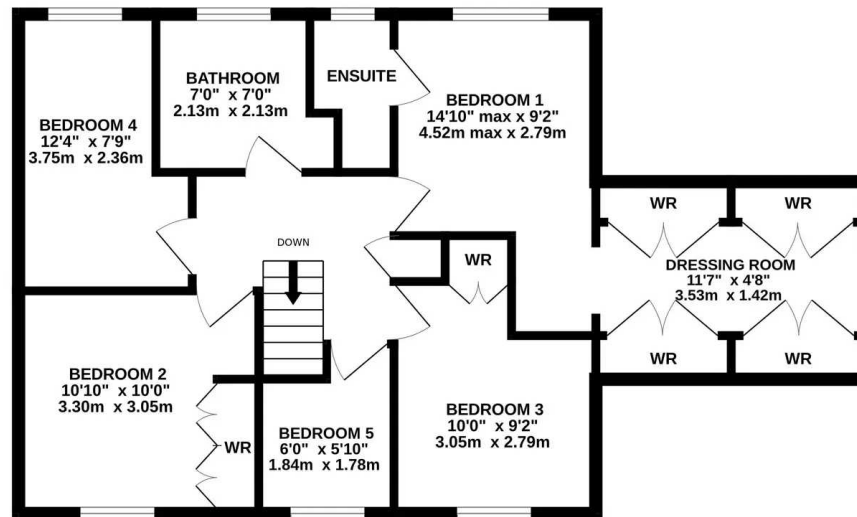 BATHROOM
7'0" x 7'0"
2.13m x 2.13m
ENSUITE
BEDROOM 1
14'10" max x 9'2"
4.52m max x 2.79m
BEDROOM 4
12'4" x 7'9"
3.75m x 2.36m
WR
WR
DOWN
WR
DRESSING ROOM
11'7" x 4'8"
3.53m x 1.42m
WR
WR
BEDROOM 2
10'10" x 10'0"
3.30m x 3.05m
WR
BEDROOM 5
6'0" x 5'10"
1.84m x 1.78m
BEDROOM 3
10'0" x 9'2"
3.05m x 2.79m